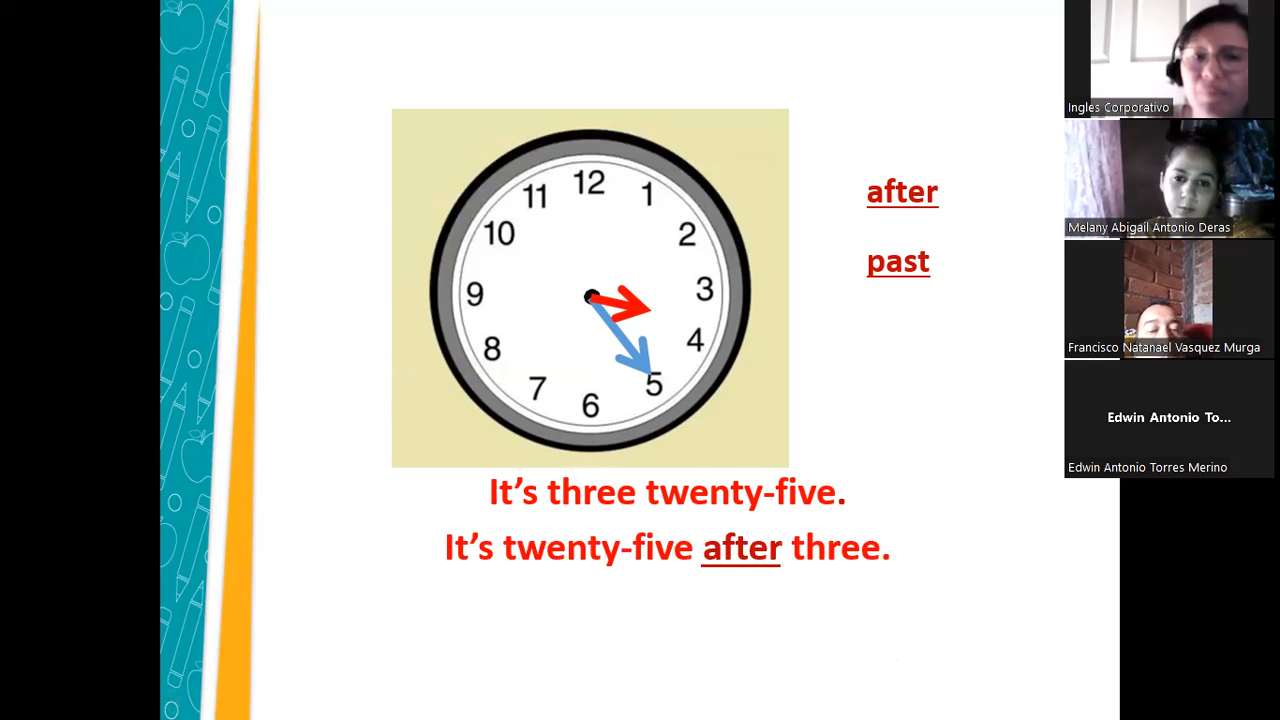 12
11
1
10
2
9
3
8
4
7
5
6
after
past
It's three twenty-five.
It's twenty-five after three.
Ingles Corporativo
Melany Abigail Antonio Deras
Francisco Natanael Vasquez Murga
Edwin Antonio To...
Edwin Antonio Torres Merino